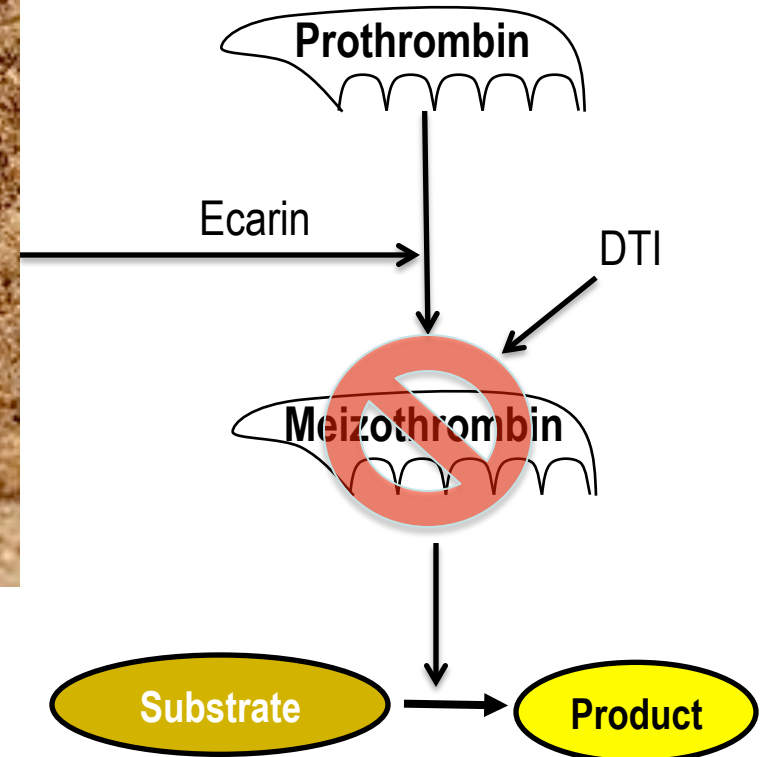 Prothrombin
Ecarin
DTI
Meizothrombin
Substrate
Product